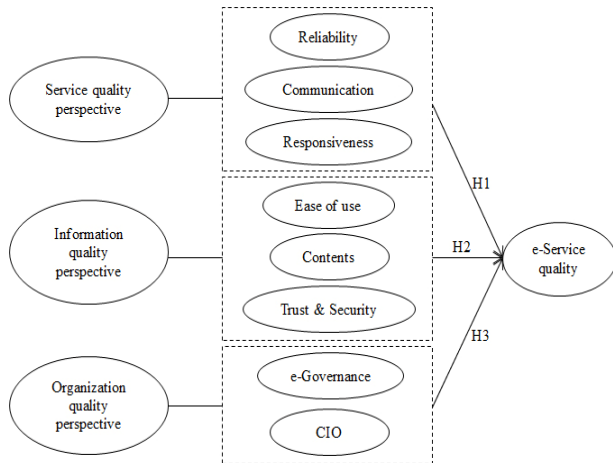 Service quality
perspective
Reliability
Communication
Responsiveness
H1
Information
quality
perspective
Ease of use
Contents
Trust & Security
H2
e-Service
quality
Organization
quality
perspective
e-Governance
CIO
H3